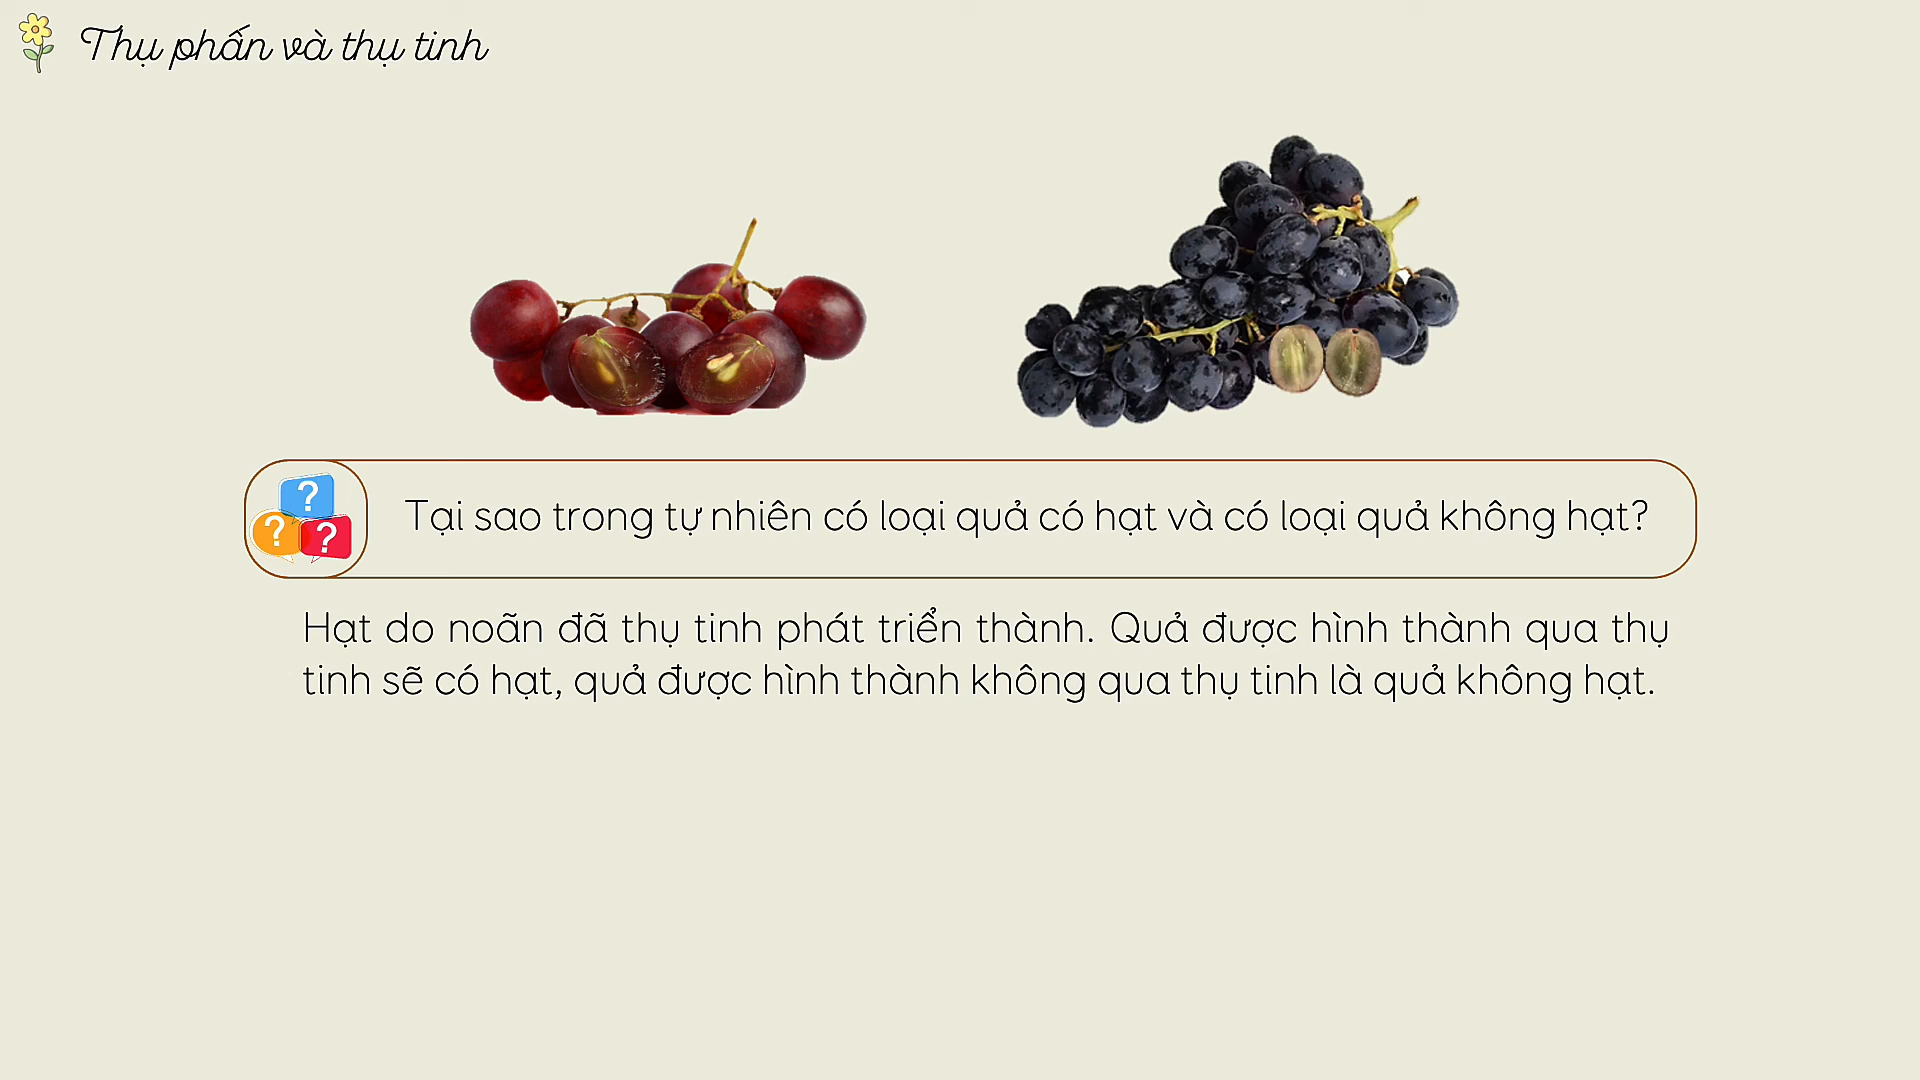 Thụ phấn và thụ tinh
? ? ?
Tại sao trong tự nhiên có loại quả có hạt và có loại quả không hạt?
Hạt do noãn đã thụ tinh phát triển thành. Quả được hình thành qua thụ
tinh sẽ có hạt, quả được hình thành không qua thụ tinh là quả không hạt.